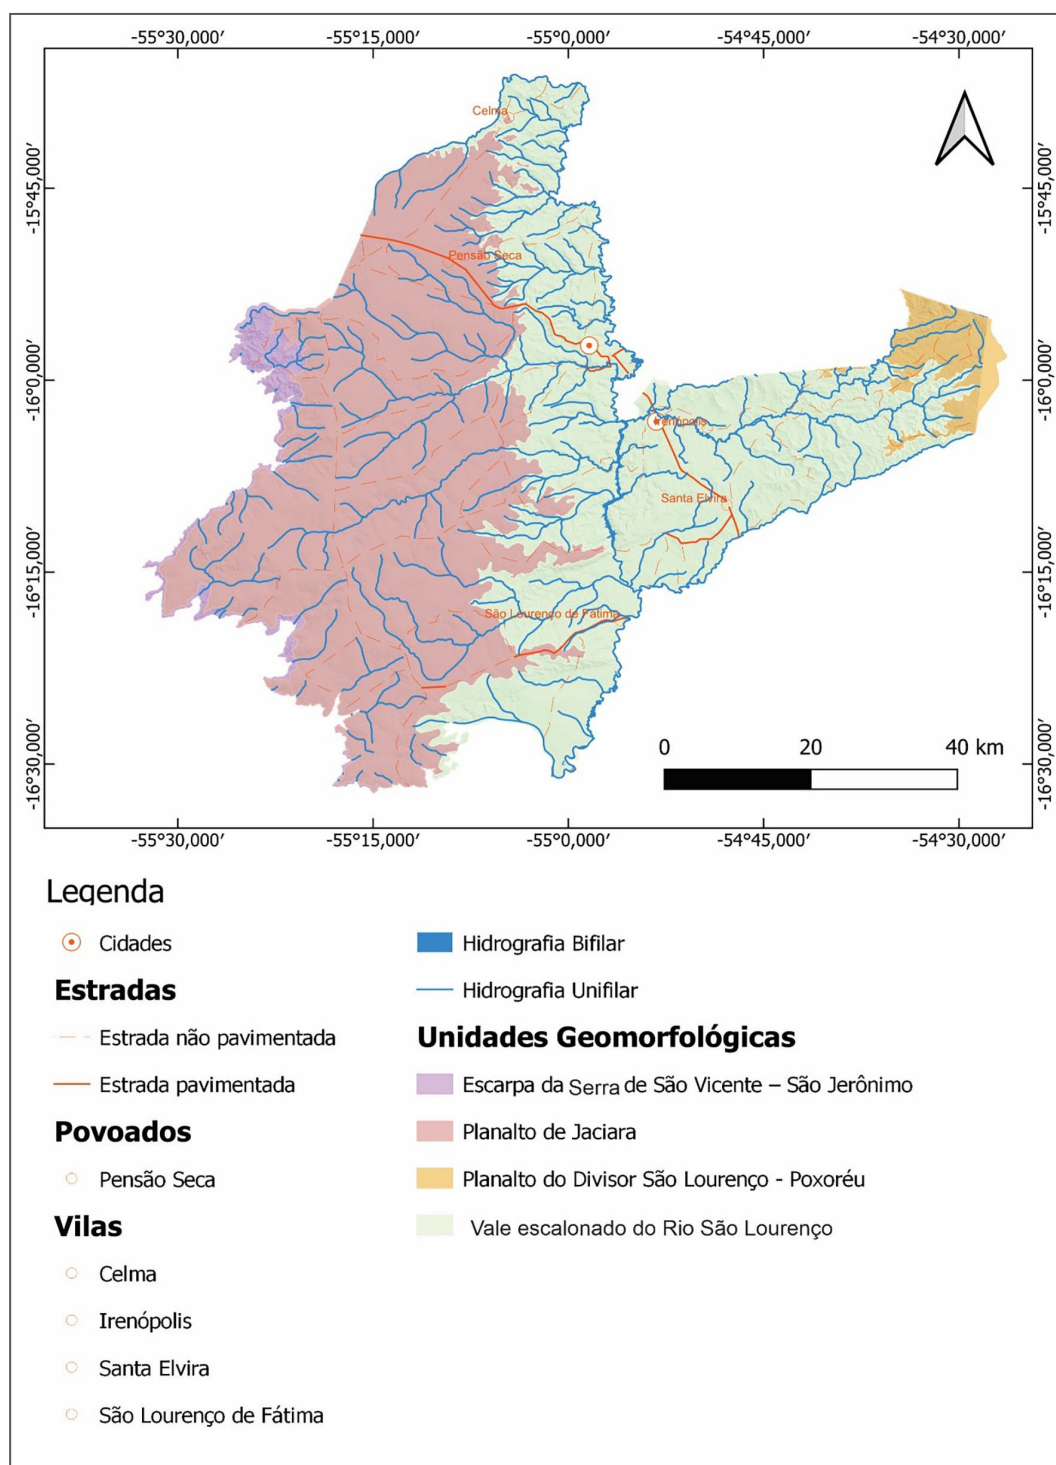 -55°30,000′ -55°15,000′ -55°0,000′ -54°45,000′ -54°30,000′
-15°45,000′ -15°45,000′
-16°0,000′ -16°0,000′
-16°15,000′ -16°15,000′
-16°30,000′ -16°30,000′
Celma
Pensão Seca
Irenópolis
Santa Elvira
São Lourenço de Fátima
0 20 40 km
-55°30,000′ -55°15,000′ -55°0,000′ -54°45,000′ -54°30,000′
Legenda
Cidades
Estradas
Estrada não pavimentada
Estrada pavimentada
Povoados
Pensão Seca
Vilas
Celma
Irenópolis
Santa Elvira
São Lourenço de Fátima
Hidrografia Bifilar
Hidrografia Unifilar
Unidades Geomorfológicas
Escarpa da Serra de São Vicente – São Jerônimo
Planalto de Jaciara
Planalto do Divisor São Lourenço - Poxoréu
Vale escalonado do Rio São Lourenço